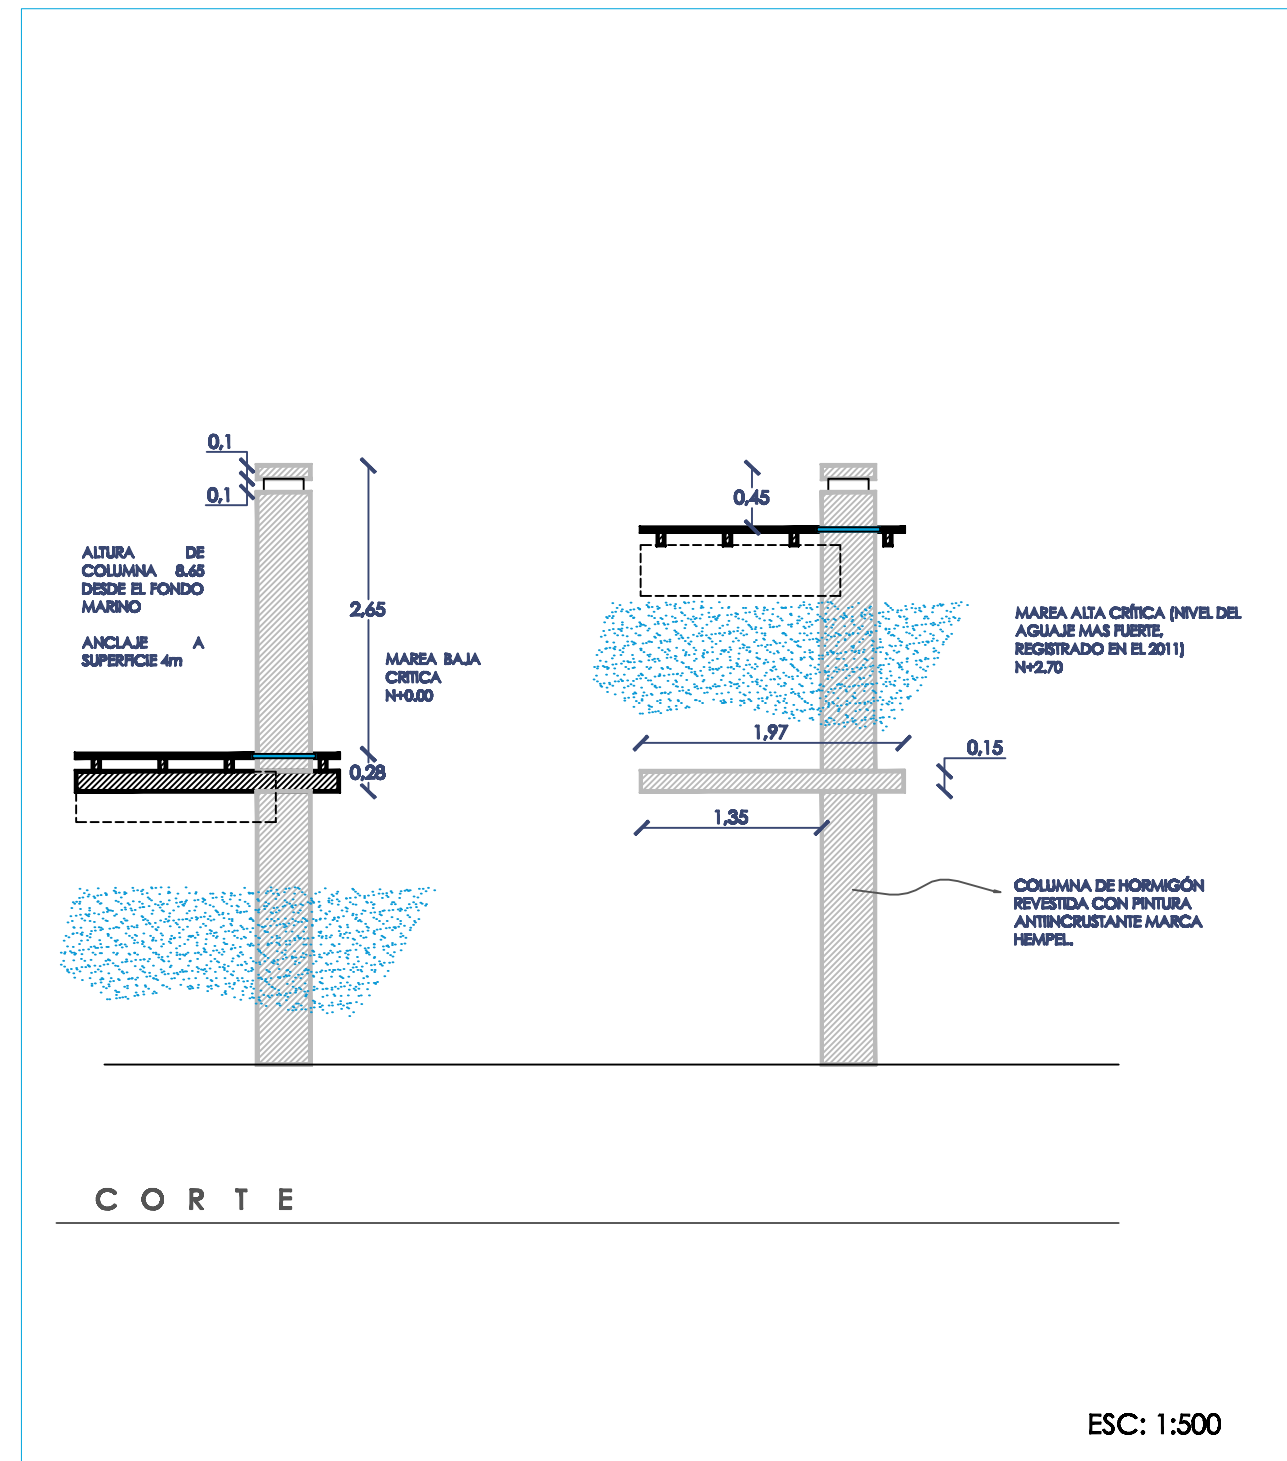 0,1
0,1
ALTURA DE
COLUMNA 8.65
DESDE EL FONDO
MARINO
ANCLAJE A
SUPERFICIE 4m
2,65
MAREA BAJA
CRITICA
N+0.00
0,28
0,45
MAREA ALTA CRÍTICA (NIVEL DEL
AGUAJE MAS FUERTE,
REGISTRADO EN EL 2011)
N+2.70
1,97
0,15
1,35
COLUMNA DE HORMIGÓN
REVESTIDA CON PINTURA
ANTIINCRUSTANTE MARCA
HEMPEL.
CORTE
ESC: 1:500